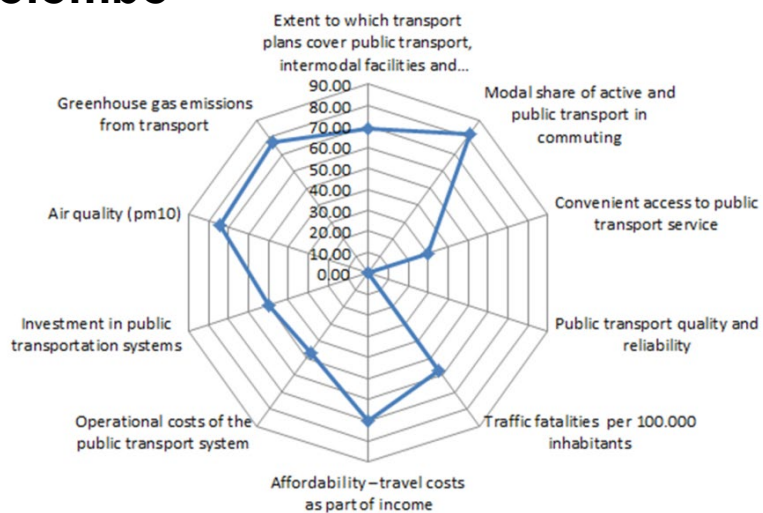 Extent to which transport
plans cover public transport,
intermodal facilities and...
90.00
80.00
70.00
60.00
50.00
40.00
30.00
20.00
10.00
0.00
Modal share of active and
public transport in
commuting
Convenient access to public
transport service
Public transport quality and
reliability
Traffic fatalities per 100.000
inhabitants
Affordability – travel costs
as part of income
Operational costs of the
public transport system
Investment in public
transportation systems
Air quality (pm10)
Greenhouse gas emissions
from transport